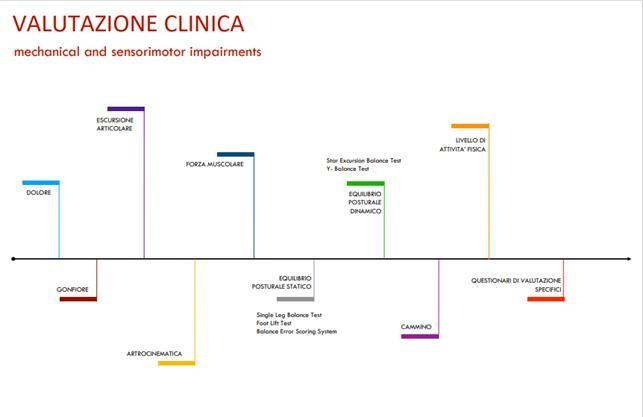 VALUTAZIONE CLINICA
mechanical and sensorimotor impairments
ESCURSIONE
ARTICOLARE
LIVELLO DI
ATTIVITA' FISICA
FORZA MUSCOLARE
Star Excursion Balance Test
Y- Balance Test
DOLORE
EQUILIBRIO
POSTURALE
DINAMICO
GONFIORE
EQUILIBRIO
POSTURALE STATICO
QUESTIONARI DI VALUTAZIONE
SPECIFICI
Single Leg Balance Test
Foot Lift Test
Balance Error Scoring System
CAMMINO
ARTROCINEMATICA